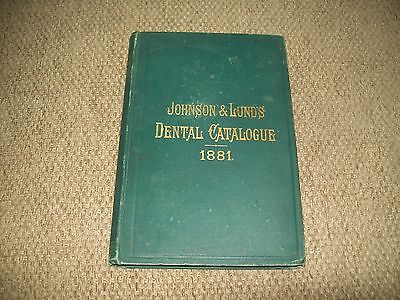 JOHNSON & LUND'S
DENTAL CATALOGUE
1881.